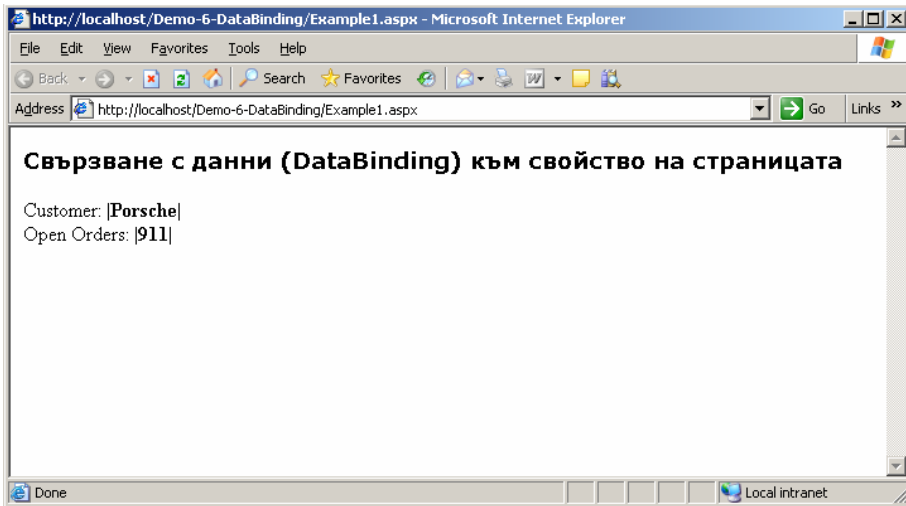 http://localhost/Demo-6-DataBinding/Example1.aspx - Microsoft Internet Explorer
File Edit View Favorites Tools Help
Back Search Favorites
Address http://localhost/Demo-6-DataBinding/Example1.aspx Go Links »
Свързване с данни (DataBinding) към свойство на страницата
Customer: |Porsche|
Open Orders: |911|
Done Local intranet